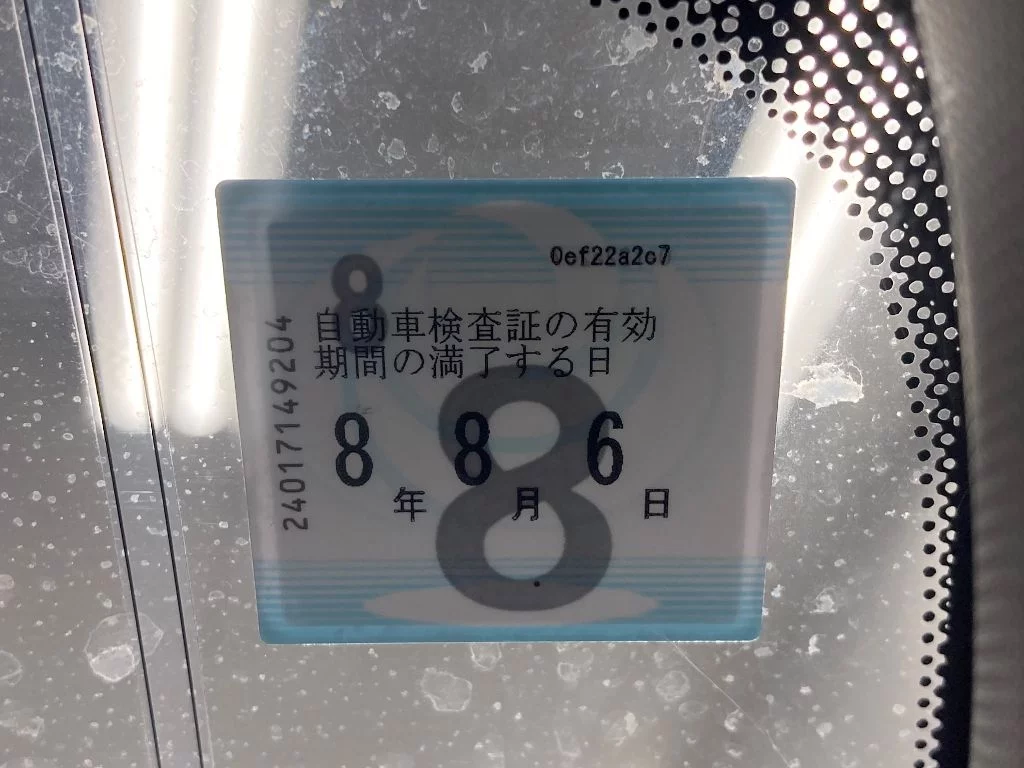 0ef22a2c7
8
自動車検査証の有効
期間の満了する日
8年 8月 6日
8
24017149204